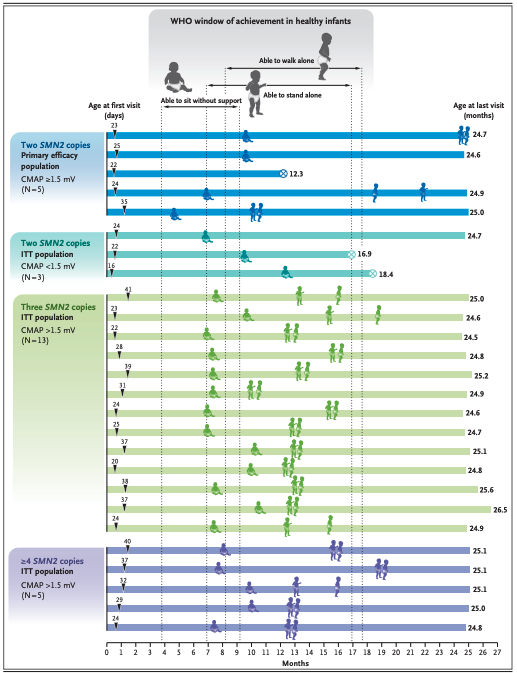 WHO window of achievement in healthy infants
Able to walk alone
Able to stand alone
Able to sit without support
Age at first visit
(days)
Age at last visit
(months)
Two SMN2 copies
Primary efficacy
population
CMAP ≥1.5 mV
(N=5)
23
24.7
25
24.6
22
12.3
24
24.9
35
25.0
Two SMN2 copies
ITT population
CMAP <1.5 mV
(N=3)
24
24.7
22
16.9
16
18.4
Three SMN2 copies
ITT population
CMAP >1.5 mV
(N=13)
41
25.0
23
24.6
22
24.5
28
24.8
39
25.2
31
24.9
24
24.6
25
24.7
37
25.1
20
24.8
38
25.6
37
26.5
24
24.9
≥4 SMN2 copies
ITT population
CMAP >1.5 mV
(N=5)
40
25.1
37
25.1
32
25.1
29
25.0
24
24.8
0 1 2 3 4 5 6 7 8 9 10 11 12 13 14 15 16 17 18 19 20 21 22 23 24 25 26 27
Months